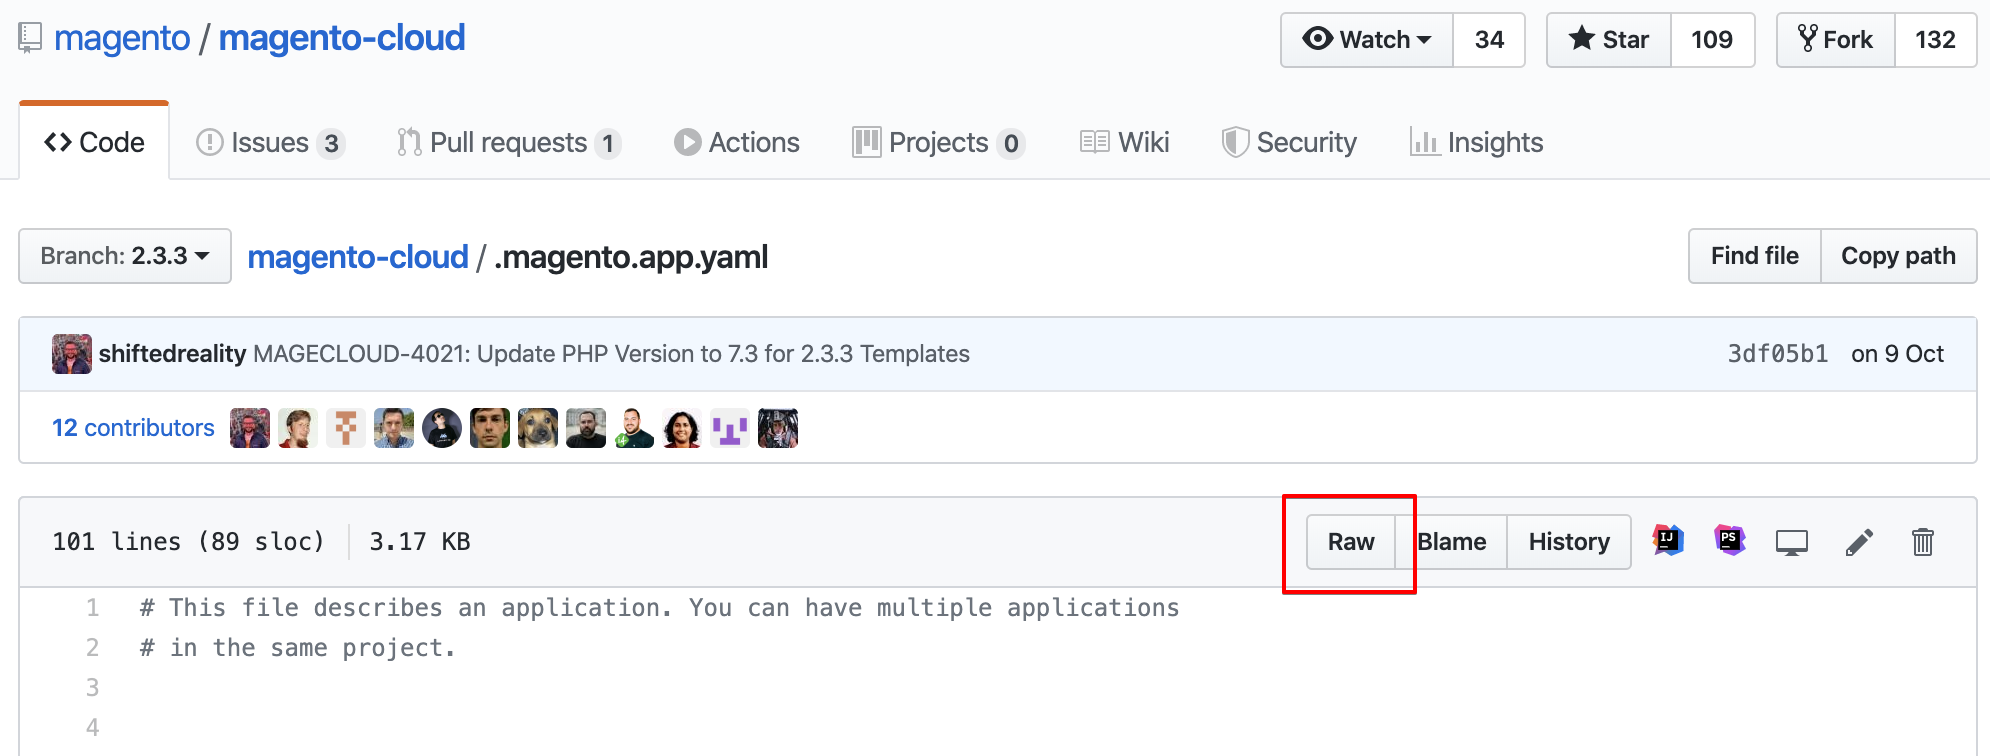 magento / magento-cloud
Watch 34 Star 109 Fork 132
Code Issues 3 Pull requests 1 Actions Projects 0 Wiki Security Insights
Branch: 2.3.3 magento-cloud / .magento.app.yaml Find file Copy path
shiftedreality MAGECLOUD-4021: Update PHP Version to 7.3 for 2.3.3 Templates 3df05b1 on 9 Oct
12 contributors
101 lines (89 sloc) 3.17 KB Raw Blame History IJ PS
1 # This file describes an application. You can have multiple applications
2 # in the same project.
3
4